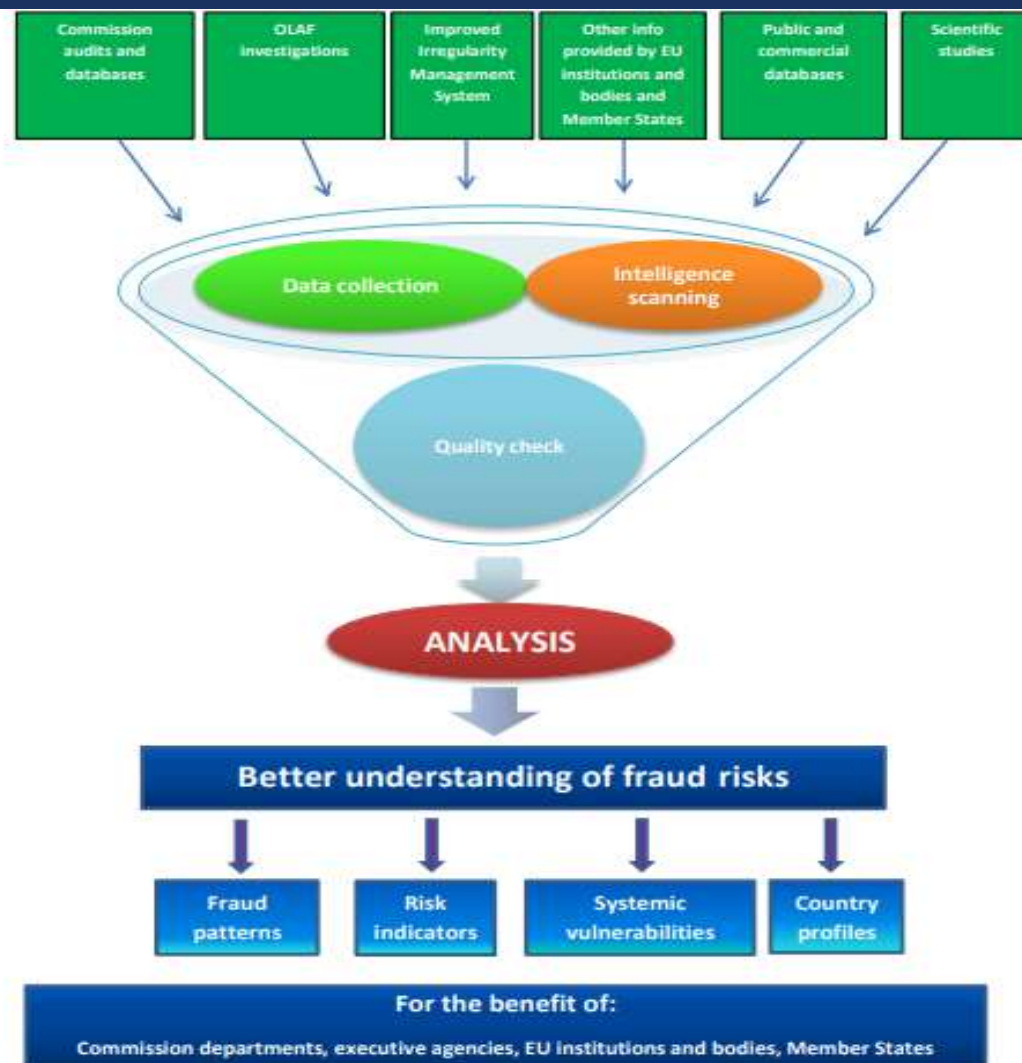 Commission
audits and
databases
OLAF
investigations
Improved
Irregularity
Management
System
Other info
provided by EU
institutions and
bodies and
Member States
Public and
commercial
databases
Scientific
studies
Data collection
Intelligence
scanning
Quality check
ANALYSIS
Better understanding of fraud risks
Fraud
patterns
Risk
indicators
Systemic
vulnerabilities
Country
profiles
For the benefit of:
Commission departments, executive agencies, EU institutions and bodies, Member States